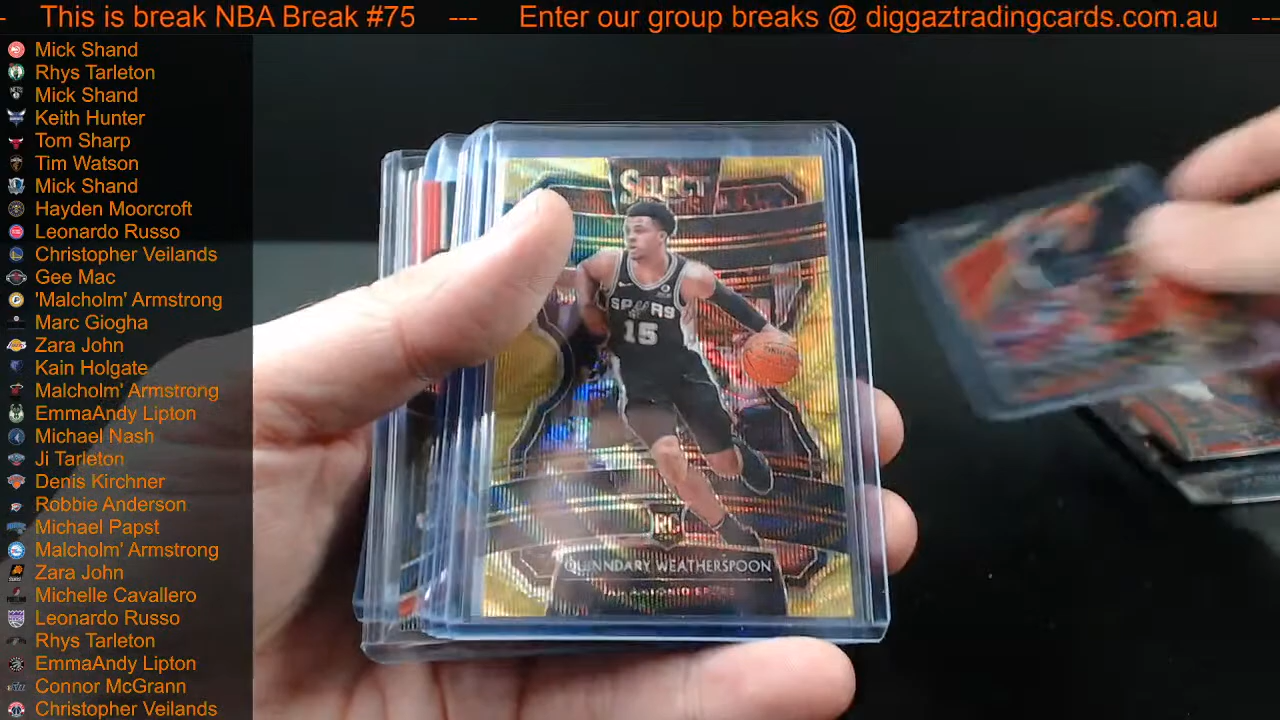 - This is break NBA Break #75 --- Enter our group breaks @ diggaztradingcards.com.au ---
Mick Shand
Rhys Tarleton
Mick Shand
Keith Hunter
Tom Sharp
Tim Watson
Mick Shand
Hayden Moorcroft
Leonardo Russo
Christopher Veilands
Gee Mac
'Malcholm' Armstrong
Marc Giogha
Zara John
Kain Holgate
Malcholm' Armstrong
EmmaAndy Lipton
Michael Nash
Ji Tarleton
Denis Kirchner
Robbie Anderson
Michael Papst
Malcholm' Armstrong
Zara John
Michelle Cavallero
Leonardo Russo
Rhys Tarleton
EmmaAndy Lipton
Connor McGrann
Christopher Veilands
SELECT
SPURS
15
RC
QUINNDARY WEATHERSPOON